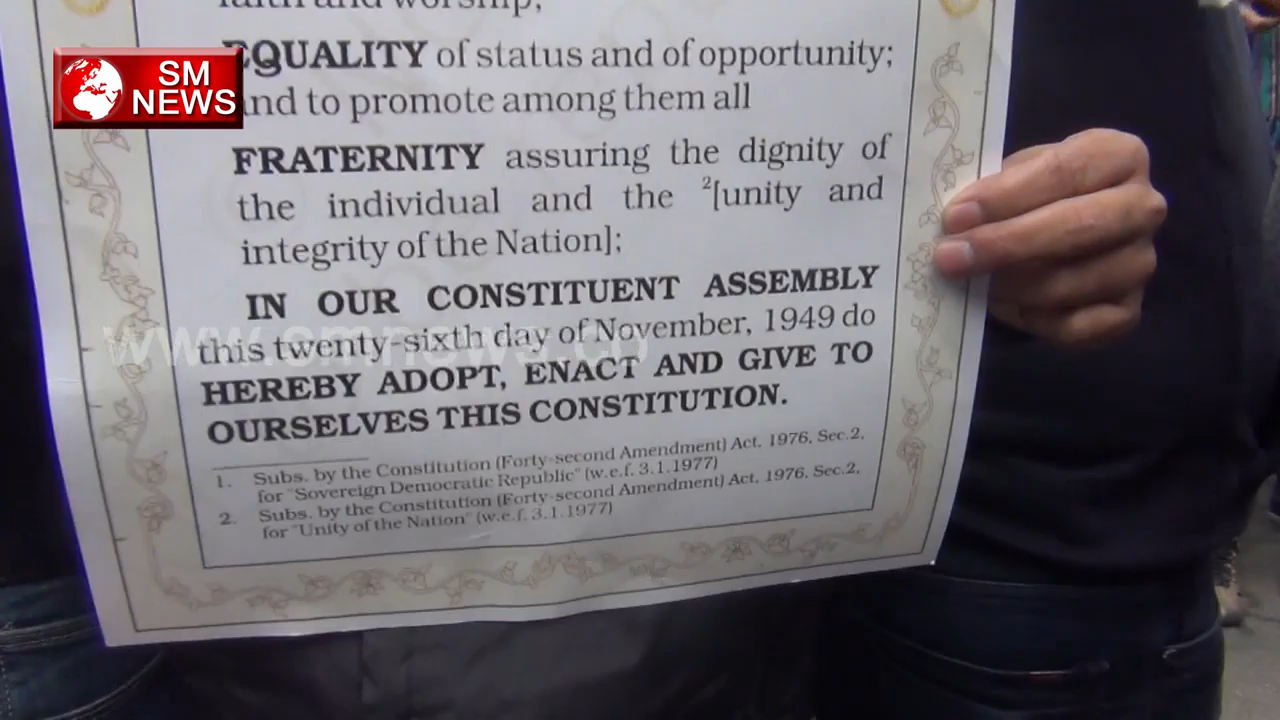 faith and worship;
EQUALITY of status and of opportunity;
and to promote among them all
SM
NEWS
FRATERNITY assuring the dignity of
the individual and the ²[unity and
integrity of the Nation];
IN OUR CONSTITUENT ASSEMBLY
this twenty-sixth day of November, 1949 do
HEREBY ADOPT, ENACT AND GIVE TO
OURSELVES THIS CONSTITUTION.
1. Subs. by the Constitution (Forty-second Amendment) Act, 1976, Sec.2,
for "Sovereign Democratic Republic" (w.e.f. 3.1.1977)
2. Subs. by the Constitution (Forty-second Amendment) Act, 1976, Sec.2,
for "Unity of the Nation" (w.e.f. 3.1.1977)